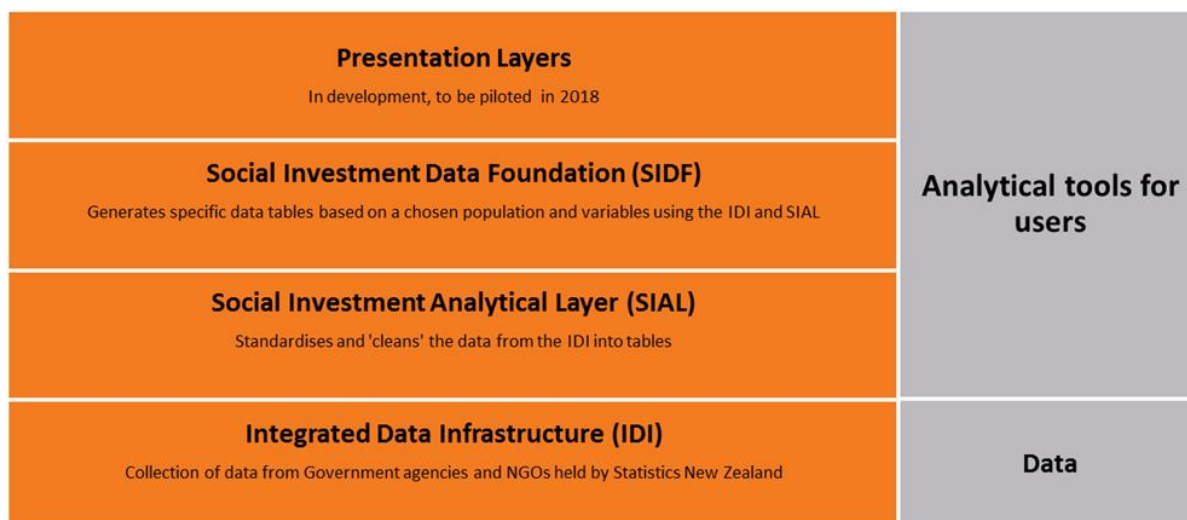 Presentation Layers
In development, to be piloted in 2018
Social Investment Data Foundation (SIDF)
Generates specific data tables based on a chosen population and variables using the IDI and SIAL
Social Investment Analytical Layer (SIAL)
Standardises and 'cleans' the data from the IDI into tables
Integrated Data Infrastructure (IDI)
Collection of data from Government agencies and NGOs held by Statistics New Zealand
Analytical tools for
users
Data